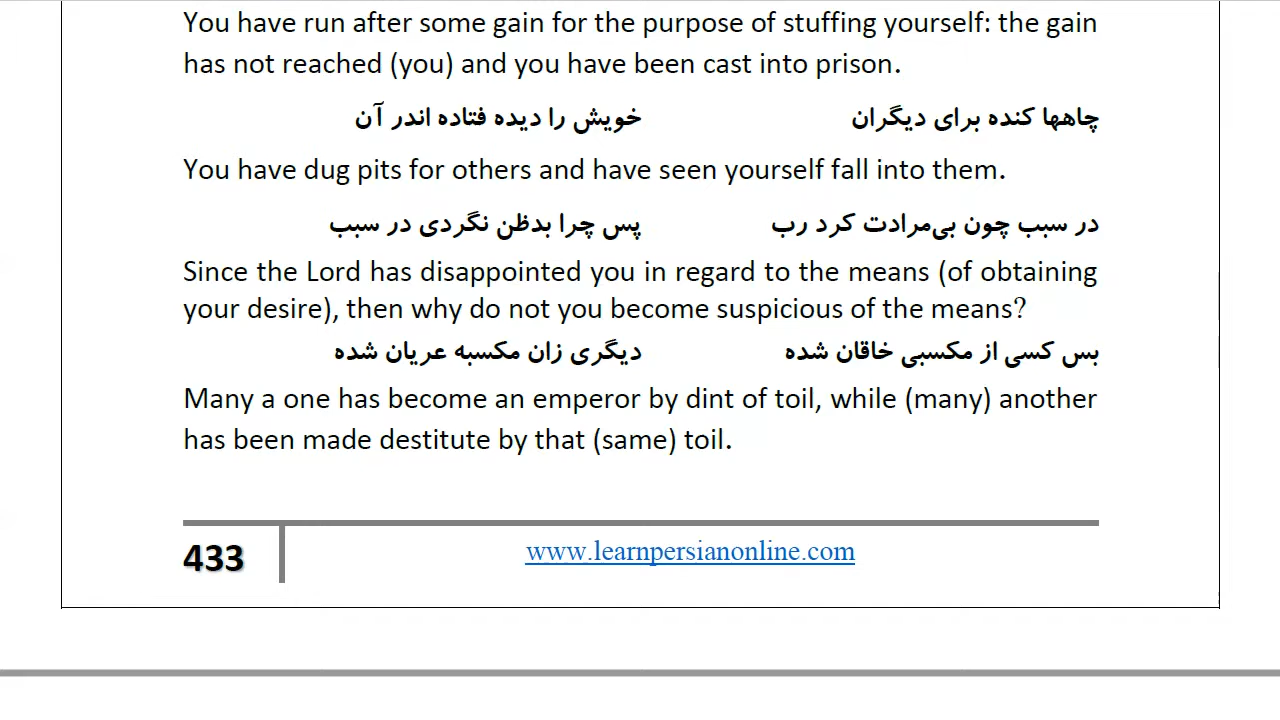 You have run after some gain for the purpose of stuffing yourself: the gain
has not reached (you) and you have been cast into prison.
چاهها کنده برای دیگران خویش را دیده فتاده اندر آن
You have dug pits for others and have seen yourself fall into them.
در سبب چون بی‌مرادت کرد رب پس چرا بدظن نگردی در سبب
Since the Lord has disappointed you in regard to the means (of obtaining
your desire), then why do not you become suspicious of the means?
بس کسی از مکسبی خاقان شده دیگری زان مکسبه عریان شده
Many a one has become an emperor by dint of toil, while (many) another
has been made destitute by that (same) toil.
433 www.learnpersianonline.com